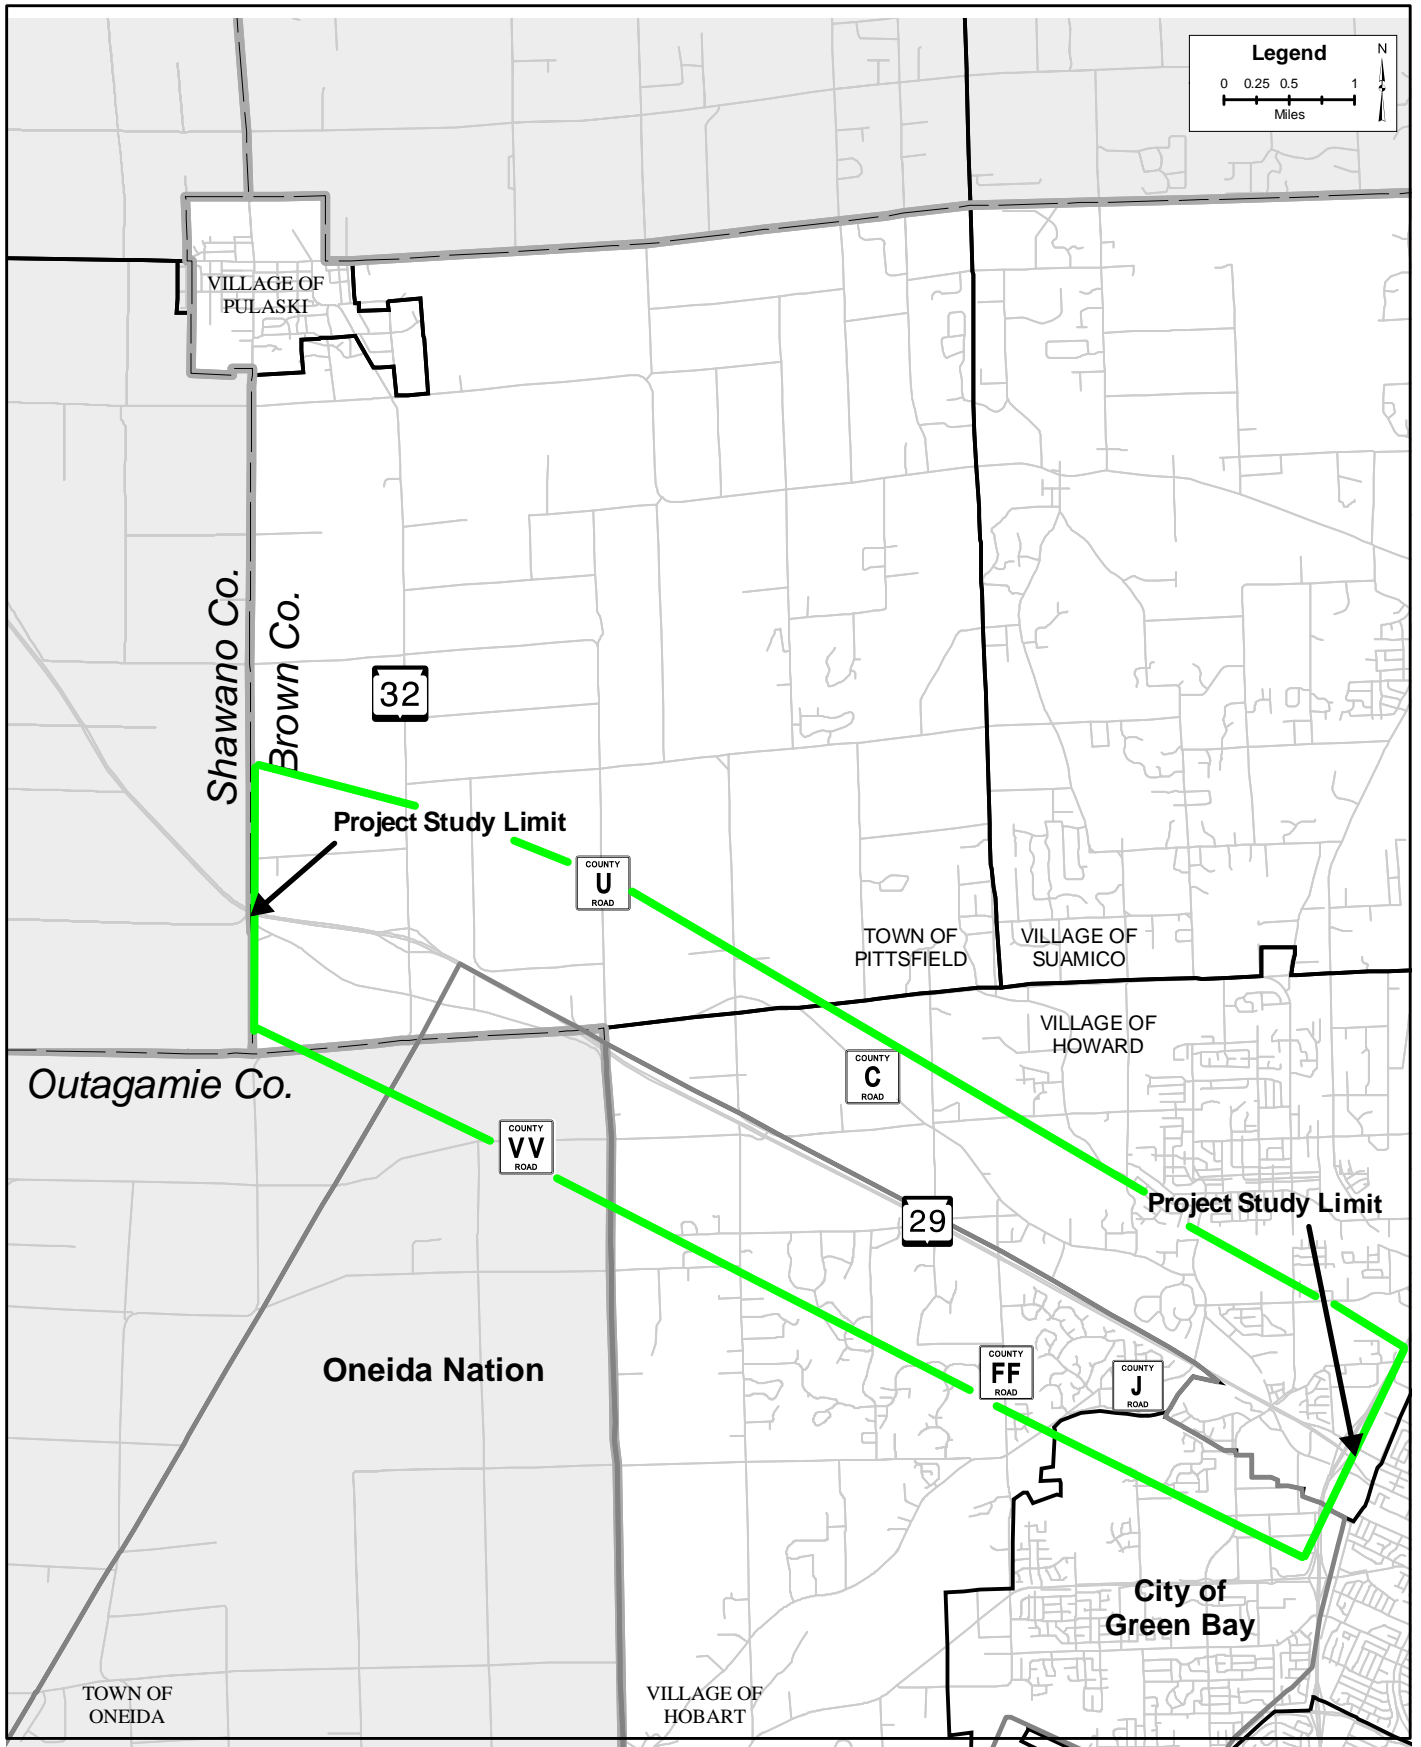 Legend
N
0 0.25 0.5 1
Miles
VILLAGE OF
PULASKI
Shawano Co.
Brown Co.
32
Project Study Limit
COUNTY
U
ROAD
TOWN OF
PITTSFIELD
VILLAGE OF
SUAMICO
VILLAGE OF
HOWARD
Outagamie Co.
COUNTY
C
ROAD
COUNTY
VV
ROAD
Project Study Limit
29
Oneida Nation
COUNTY
FF
ROAD
COUNTY
J
ROAD
City of
Green Bay
TOWN OF
ONEIDA
VILLAGE OF
HOBART